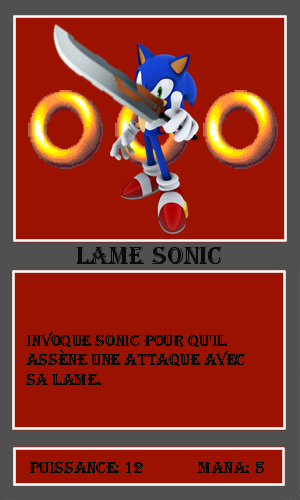 LAME SONIC
INVOQUE SONIC POUR QU'IL
ASSÈNE UNE ATTAQUE AVEC
SA LAME.
PUISSANCE: 12 MANA: 5